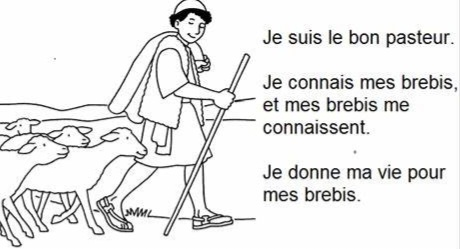 Je suis le bon pasteur.
Je connais mes brebis,
et mes brebis me
connaissent.
Je donne ma vie pour
mes brebis.